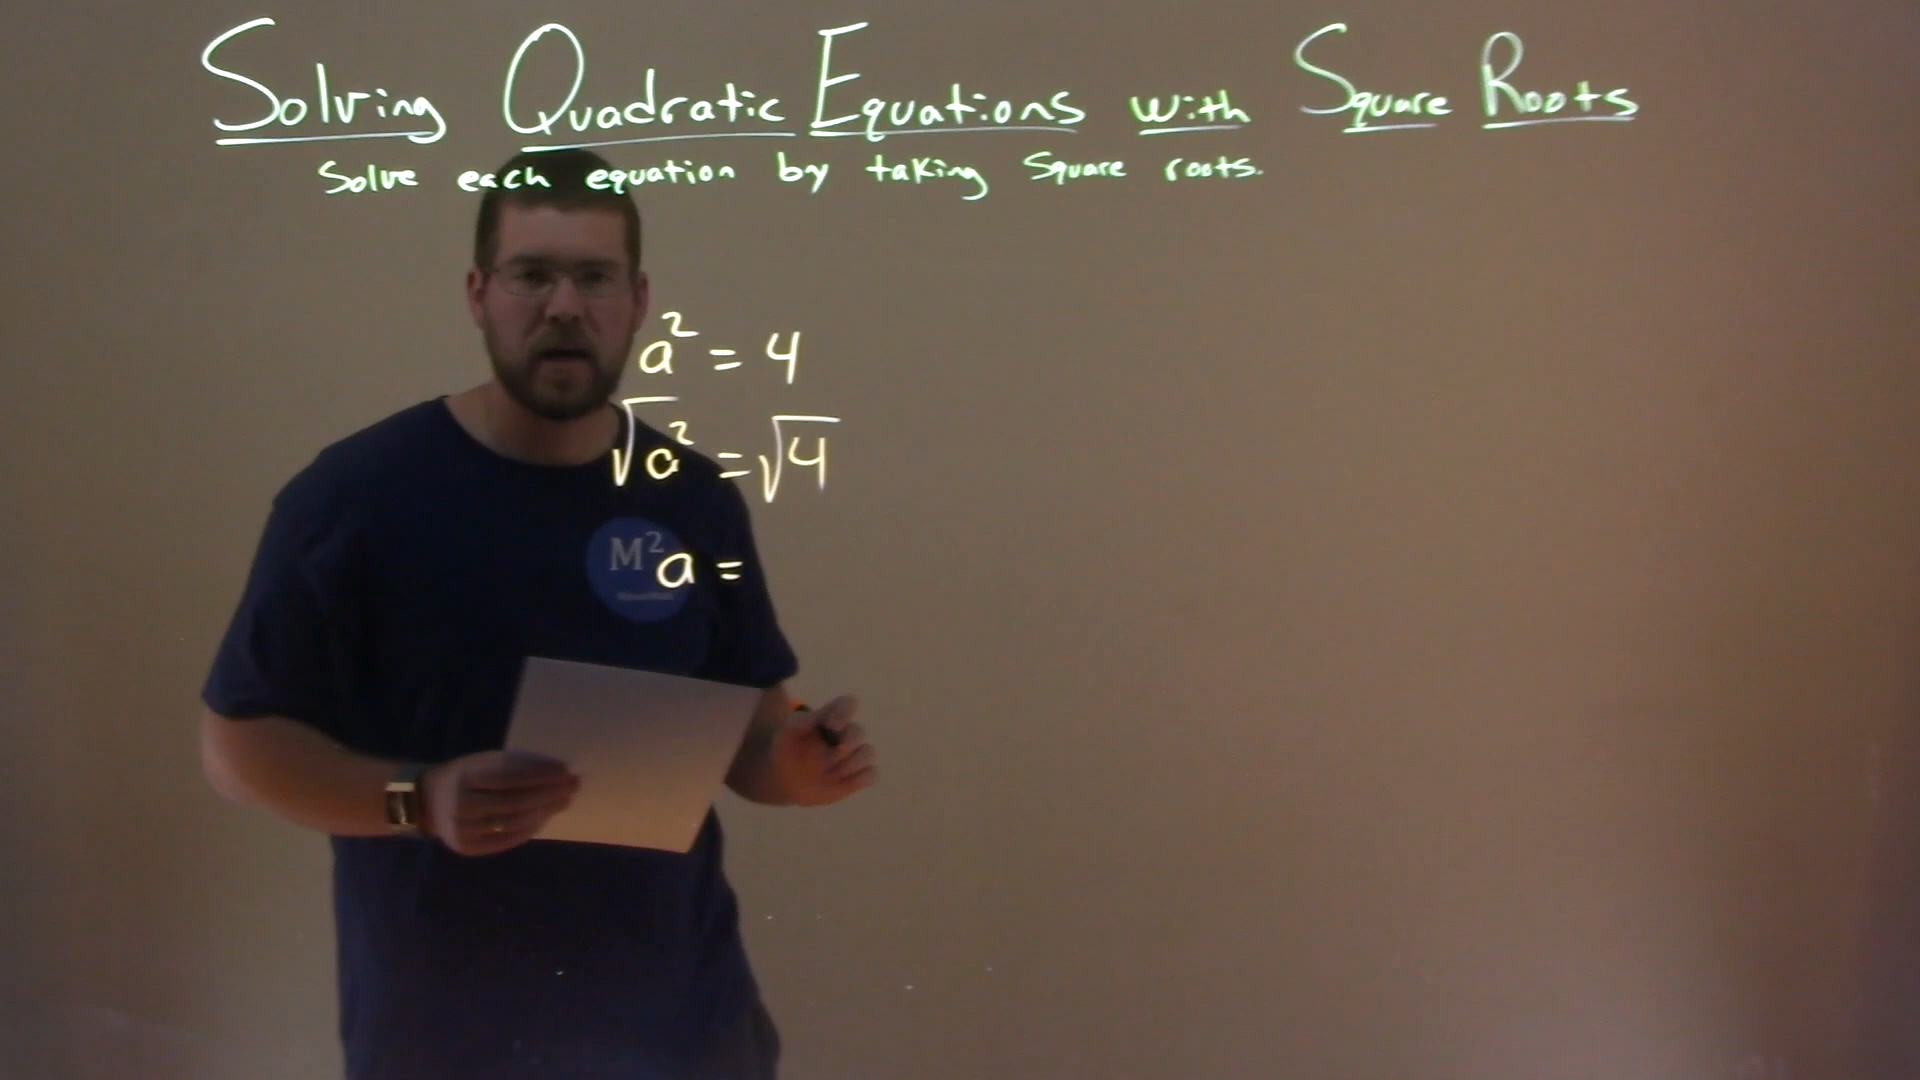 Solving Quadratic Equations with Square Roots
Solve each equation by taking square roots.
a² = 4
√a² = √4
M²
a =